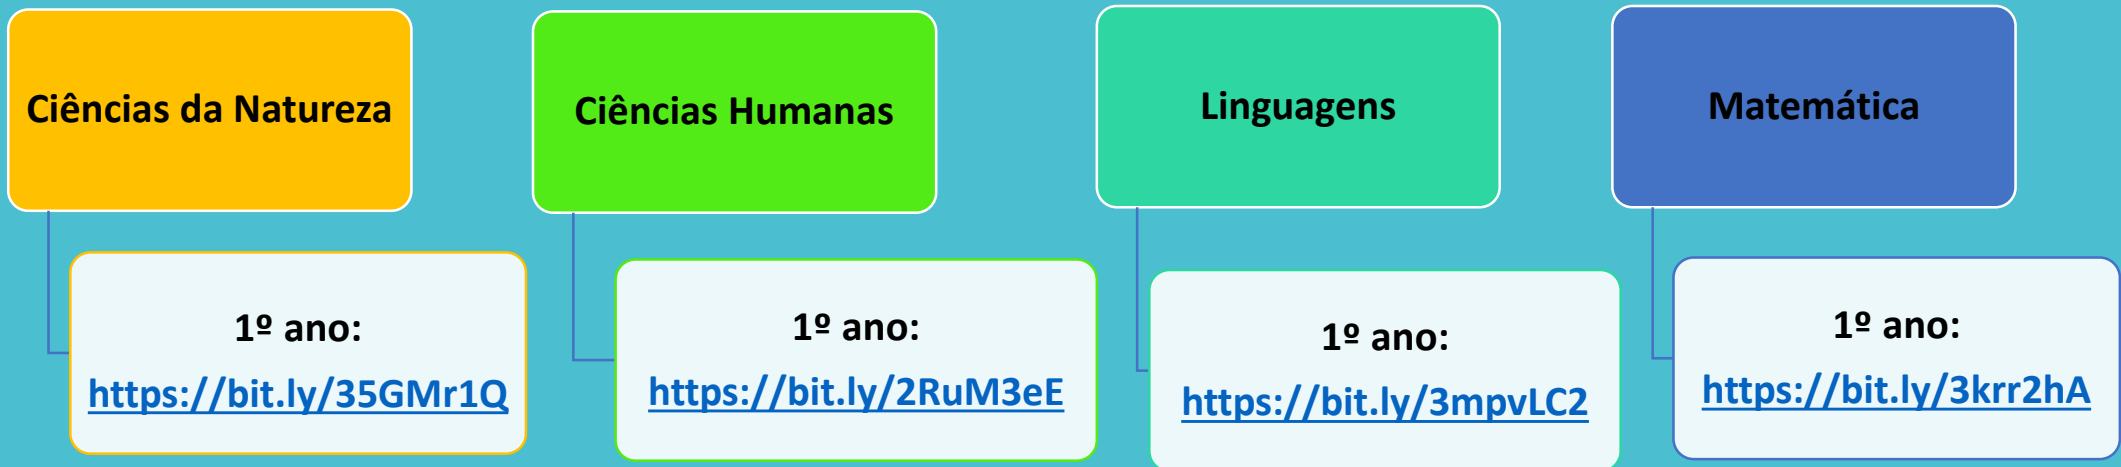 Ciências da Natureza
1º ano:
https://bit.ly/35GMr1Q
Ciências Humanas
1º ano:
https://bit.ly/2RuM3eE
Linguagens
1º ano:
https://bit.ly/3mpvLC2
Matemática
1º ano:
https://bit.ly/3krr2hA